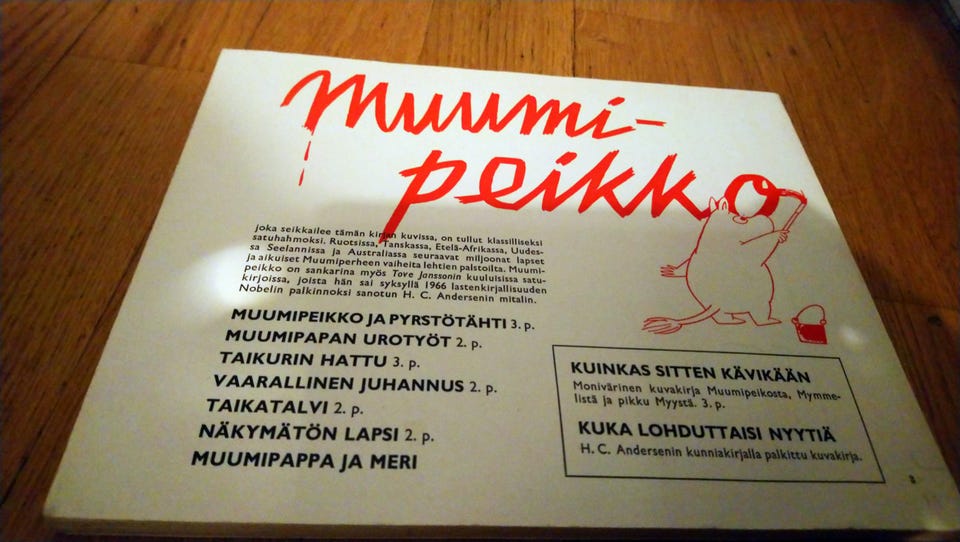 Muumi-
peikko
joka seikkailee tämän kirjan kuvissa, on tullut klassilliseksi
satuhahmoksi. Ruotsissa, Tanskassa, Etelä-Afrikassa, Uudes-
sa Seelannissa ja Australiassa seuraavat miljoonat lapset
ja aikuiset Muumiperheen vaiheita lehtien palstoilta. Muumi-
peikko on sankarina myös Tove Janssonin kuuluisissa satu-
kirjoissa, joista hän sai syksyllä 1966 lastenkirjallisuuden
Nobelin palkinnoksi sanotun H. C. Andersenin mitalin.
MUUMIPEIKKO JA PYRSTÖTÄHTI 3. p.
MUUMIPAPAN UROTYÖT 2. p.
TAIKURIN HATTU 3. p.
VAARALLINEN JUHANNUS 2. p.
TAIKATALVI 2. p.
NÄKYMÄTÖN LAPSI 2. p.
MUUMIPAPPA JA MERI
KUINKAS SITTEN KÄVIKÄÄN
Monivärinen kuvakirja Muumipeikosta, Mymme-
listä ja pikku Myystä. 3. p.
KUKA LOHDUTTAISI NYYTIÄ
H. C. Andersenin kunniakirjalla palkittu kuvakirja.